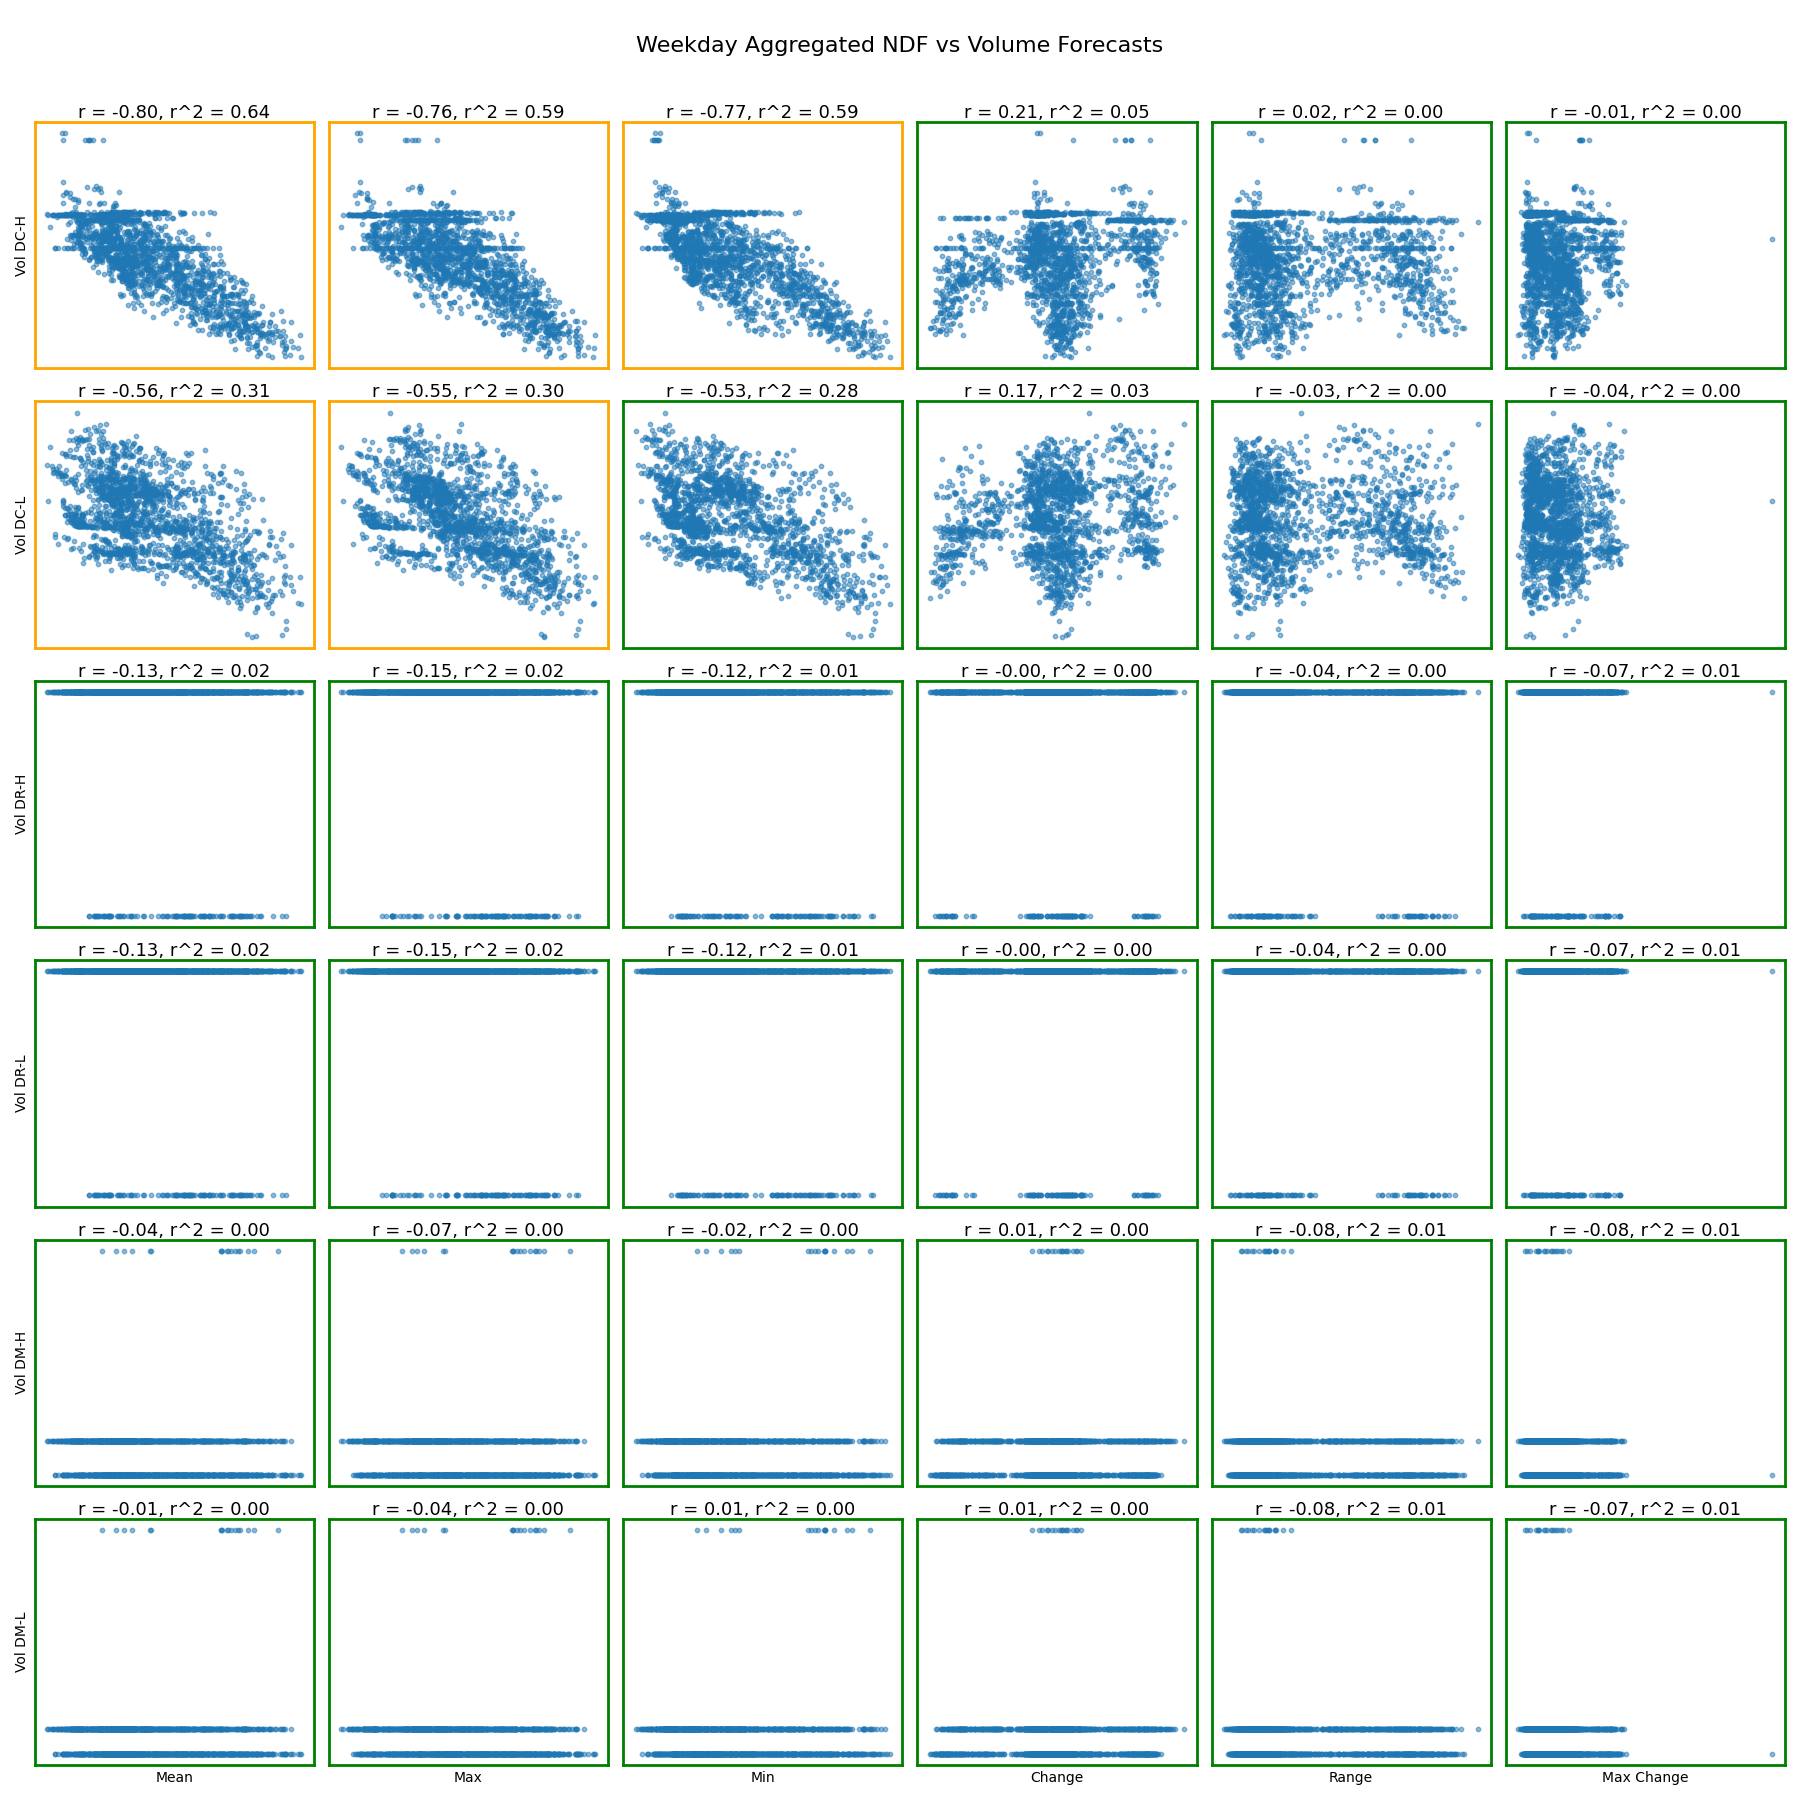 Weekday Aggregated NDF vs Volume Forecasts
r = -0.80, r^2 = 0.64
r = -0.76, r^2 = 0.59
r = -0.77, r^2 = 0.59
r = 0.21, r^2 = 0.05
r = 0.02, r^2 = 0.00
r = -0.01, r^2 = 0.00
Vol DC-H
r = -0.56, r^2 = 0.31
r = -0.55, r^2 = 0.30
r = -0.53, r^2 = 0.28
r = 0.17, r^2 = 0.03
r = -0.03, r^2 = 0.00
r = -0.04, r^2 = 0.00
Vol DC-L
r = -0.13, r^2 = 0.02
r = -0.15, r^2 = 0.02
r = -0.12, r^2 = 0.01
r = -0.00, r^2 = 0.00
r = -0.04, r^2 = 0.00
r = -0.07, r^2 = 0.01
Vol DR-H
r = -0.13, r^2 = 0.02
r = -0.15, r^2 = 0.02
r = -0.12, r^2 = 0.01
r = -0.00, r^2 = 0.00
r = -0.04, r^2 = 0.00
r = -0.07, r^2 = 0.01
Vol DR-L
r = -0.04, r^2 = 0.00
r = -0.07, r^2 = 0.00
r = -0.02, r^2 = 0.00
r = 0.01, r^2 = 0.00
r = -0.08, r^2 = 0.01
r = -0.08, r^2 = 0.01
Vol DM-H
r = -0.01, r^2 = 0.00
r = -0.04, r^2 = 0.00
r = 0.01, r^2 = 0.00
r = 0.01, r^2 = 0.00
r = -0.08, r^2 = 0.01
r = -0.07, r^2 = 0.01
Vol DM-L
Mean
Max
Min
Change
Range
Max Change